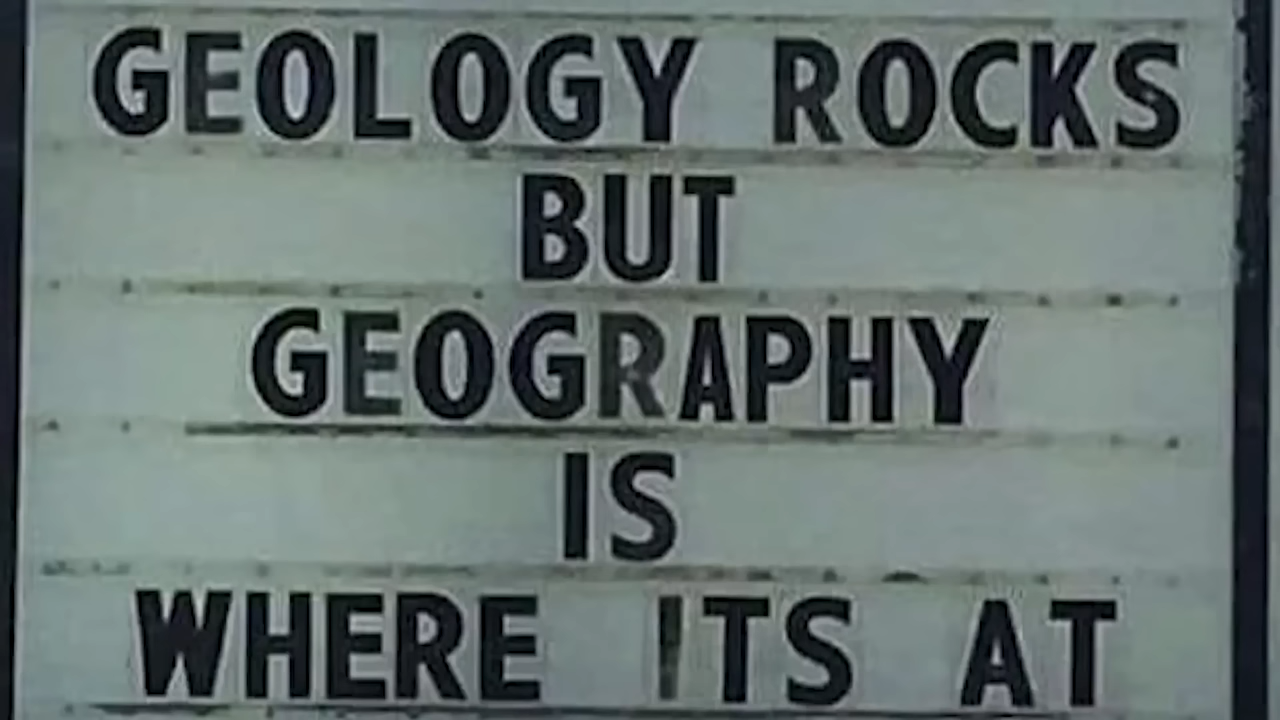 GEOLOGY ROCKS
BUT
GEOGRAPHY
IS
WHERE ITS AT